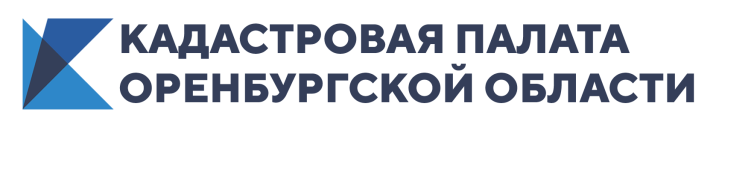 КАДАСТРОВАЯ ПАЛАТА
ОРЕНБУРГСКОЙ ОБЛАСТИ